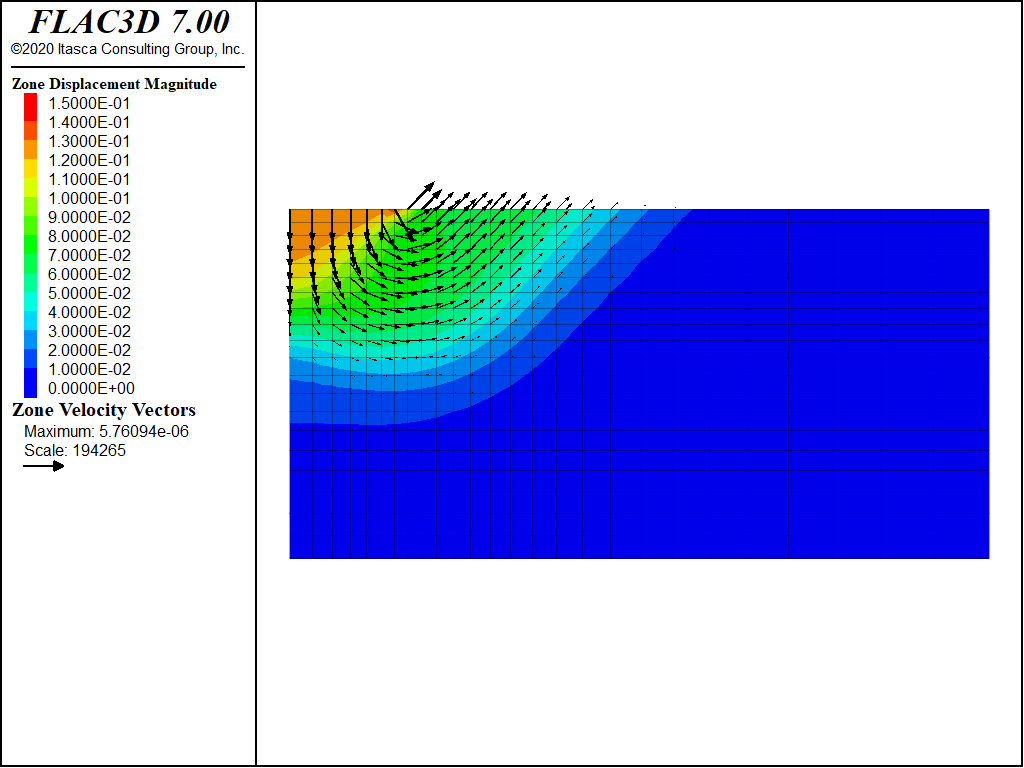 FLAC3D 7.00
©2020 Itasca Consulting Group, Inc.
Zone Displacement Magnitude
1.5000E-01
1.4000E-01
1.3000E-01
1.2000E-01
1.1000E-01
1.0000E-01
9.0000E-02
8.0000E-02
7.0000E-02
6.0000E-02
5.0000E-02
4.0000E-02
3.0000E-02
2.0000E-02
1.0000E-02
0.0000E+00
Zone Velocity Vectors
Maximum: 5.76094e-06
Scale: 194265